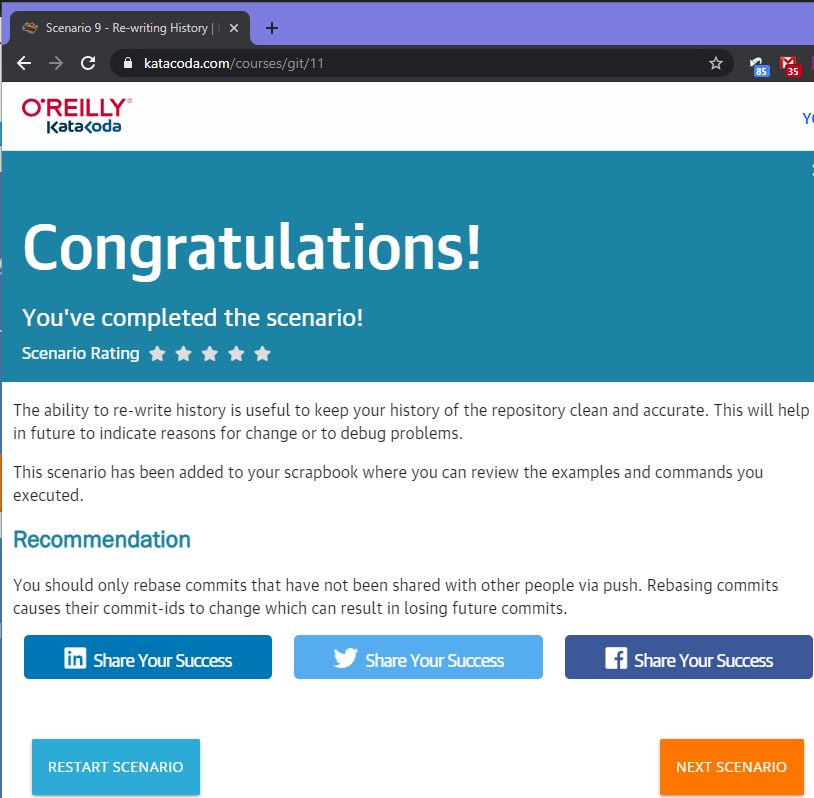 Scenario 9 - Re-writing History |
katacoda.com/courses/git/11
85
35
O'REILLY®
Katakoda
Congratulations!
You've completed the scenario!
Scenario Rating
The ability to re-write history is useful to keep your history of the repository clean and accurate. This will help
in future to indicate reasons for change or to debug problems.
This scenario has been added to your scrapbook where you can review the examples and commands you
executed.
Recommendation
You should only rebase commits that have not been shared with other people via push. Rebasing commits
causes their commit-ids to change which can result in losing future commits.
in Share Your Success
Share Your Success
f Share Your Success
RESTART SCENARIO
NEXT SCENARIO